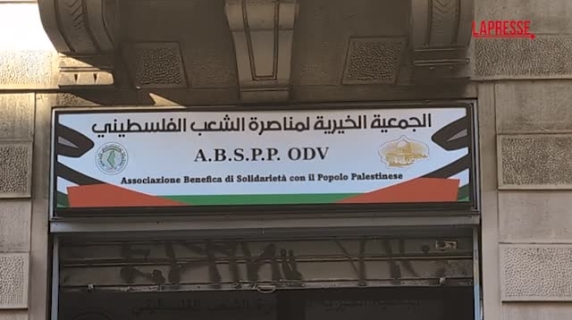 LAPRESSE
الجمعية الخيرية لمناصرة الشعب الفلسطيني
A.B.S.P.P. ODV
Associazione Benefica di Solidarietà con il Popolo Palestinese